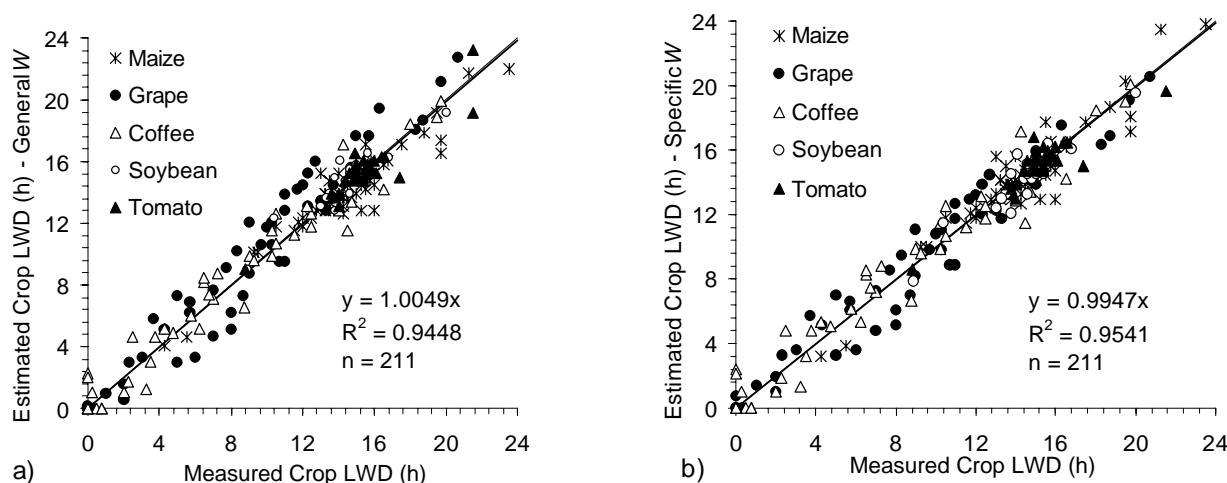 Estimated Crop LWD (h) - General W
24
20
16
12
8
4
0
Maize
Grape
Coffee
Soybean
Tomato
y = 1.0049x
R² = 0.9448
n = 211
0 4 8 12 16 20 24
a) Measured Crop LWD (h)
Estimated Crop LWD (h) - Specific W
24
20
16
12
8
4
0
Maize
Grape
Coffee
Soybean
Tomato
y = 0.9947x
R² = 0.9541
n = 211
0 4 8 12 16 20 24
b) Measured Crop LWD (h)